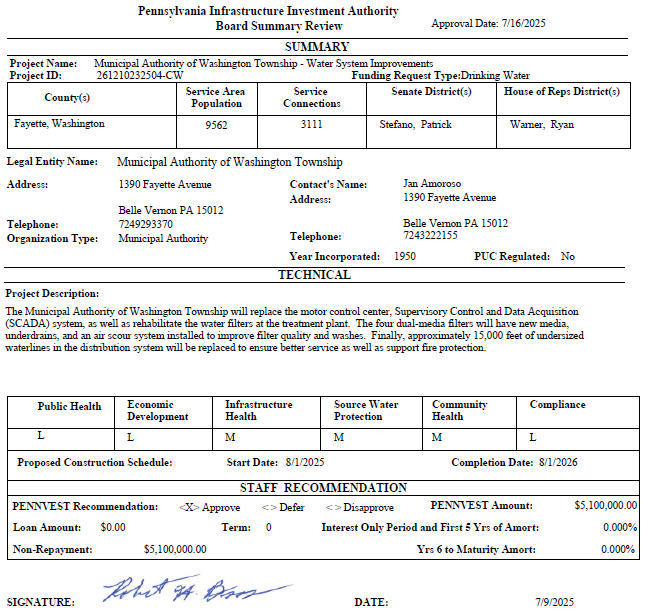 Pennsylvania Infrastructure Investment Authority
Board Summary Review
Approval Date: 7/16/2025
SUMMARY
Project Name: Municipal Authority of Washington Township - Water System Improvements
Project ID: 261210232504-CW Funding Request Type:Drinking Water
County(s) Service Area Population Service Connections Senate District(s) House of Reps District(s)
Fayette, Washington 9562 3111 Stefano, Patrick Warner, Ryan
Legal Entity Name: Municipal Authority of Washington Township
Address: 1390 Fayette Avenue Contact's Name: Jan Amoroso
Address: 1390 Fayette Avenue
Belle Vernon PA 15012 Belle Vernon PA 15012
Telephone: 7249293370
Organization Type: Municipal Authority Telephone: 7243222155
Year Incorporated: 1950 PUC Regulated: No
TECHNICAL
Project Description:
The Municipal Authority of Washington Township will replace the motor control center, Supervisory Control and Data Acquisition
(SCADA) system, as well as rehabilitate the water filters at the treatment plant. The four dual-media filters will have new media,
underdrains, and an air scour system installed to improve filter quality and washes. Finally, approximately 15,000 feet of undersized
waterlines in the distribution system will be replaced to ensure better service as well as support fire protection.
Public Health Economic Development Infrastructure Health Source Water Protection Community Health Compliance
L L M M M L
Proposed Construction Schedule: Start Date: 8/1/2025 Completion Date: 8/1/2026
STAFF RECOMMENDATION
PENNVEST Recommendation: <X> Approve < > Defer < > Disapprove PENNVEST Amount: $5,100,000.00
Loan Amount: $0.00 Term: 0 Interest Only Period and First 5 Yrs of Amort: 0.000%
Non-Repayment: $5,100,000.00 Yrs 6 to Maturity Amort: 0.000%
SIGNATURE: DATE: 7/9/2025